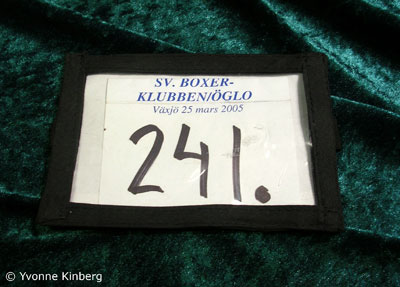 SV. BOXER-
KLUBBEN/ÖGLO
Växjö 25 mars 2005
241.
© Yvonne Kinberg